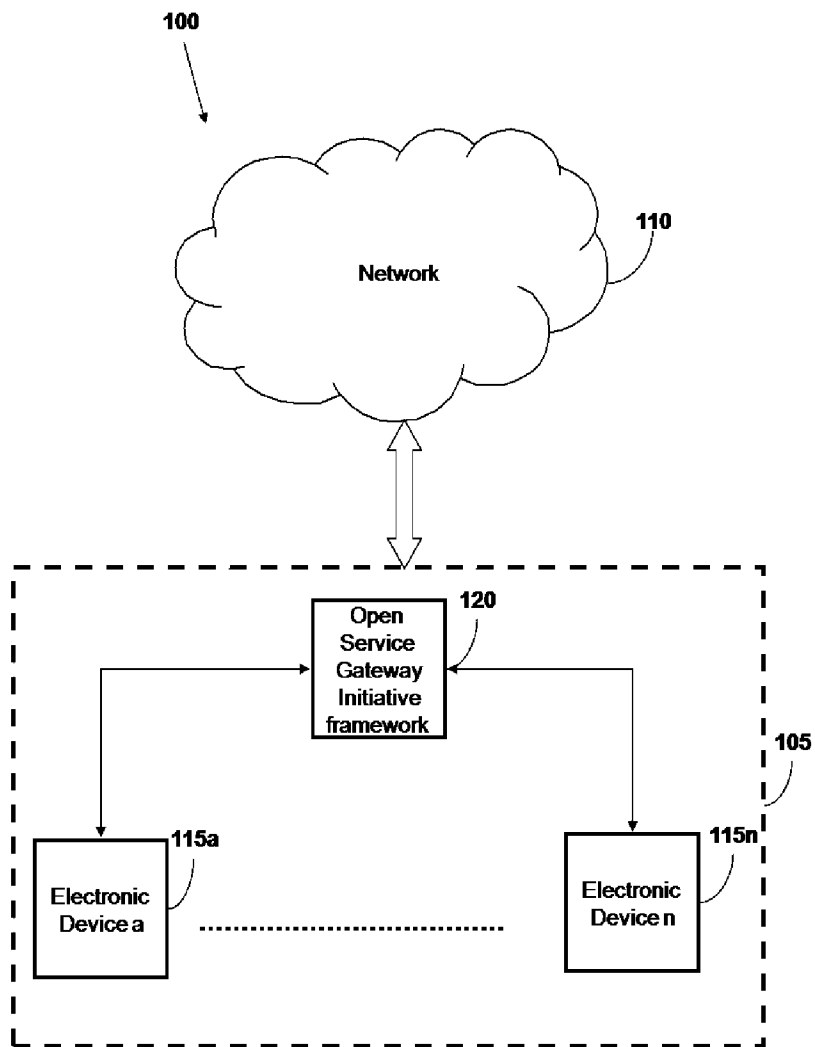 100
110
Network
120
Open
Service
Gateway
Initiative
framework
105
115a
115n
Electronic
Device a
Electronic
Device n